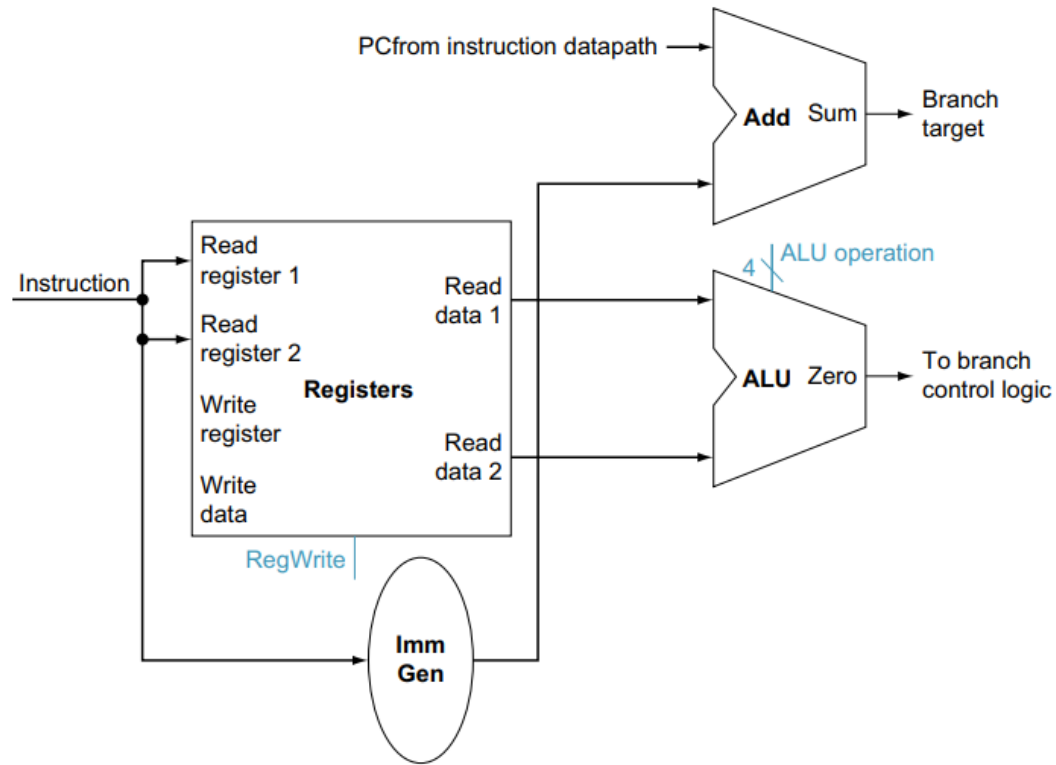 PCfrom instruction datapath
Add Sum
Branch
target
Instruction
Read
register 1
Read
register 2
Write
register
Write
data
Registers
Read
data 1
Read
data 2
RegWrite
4
ALU operation
ALU Zero
To branch
control logic
Imm
Gen